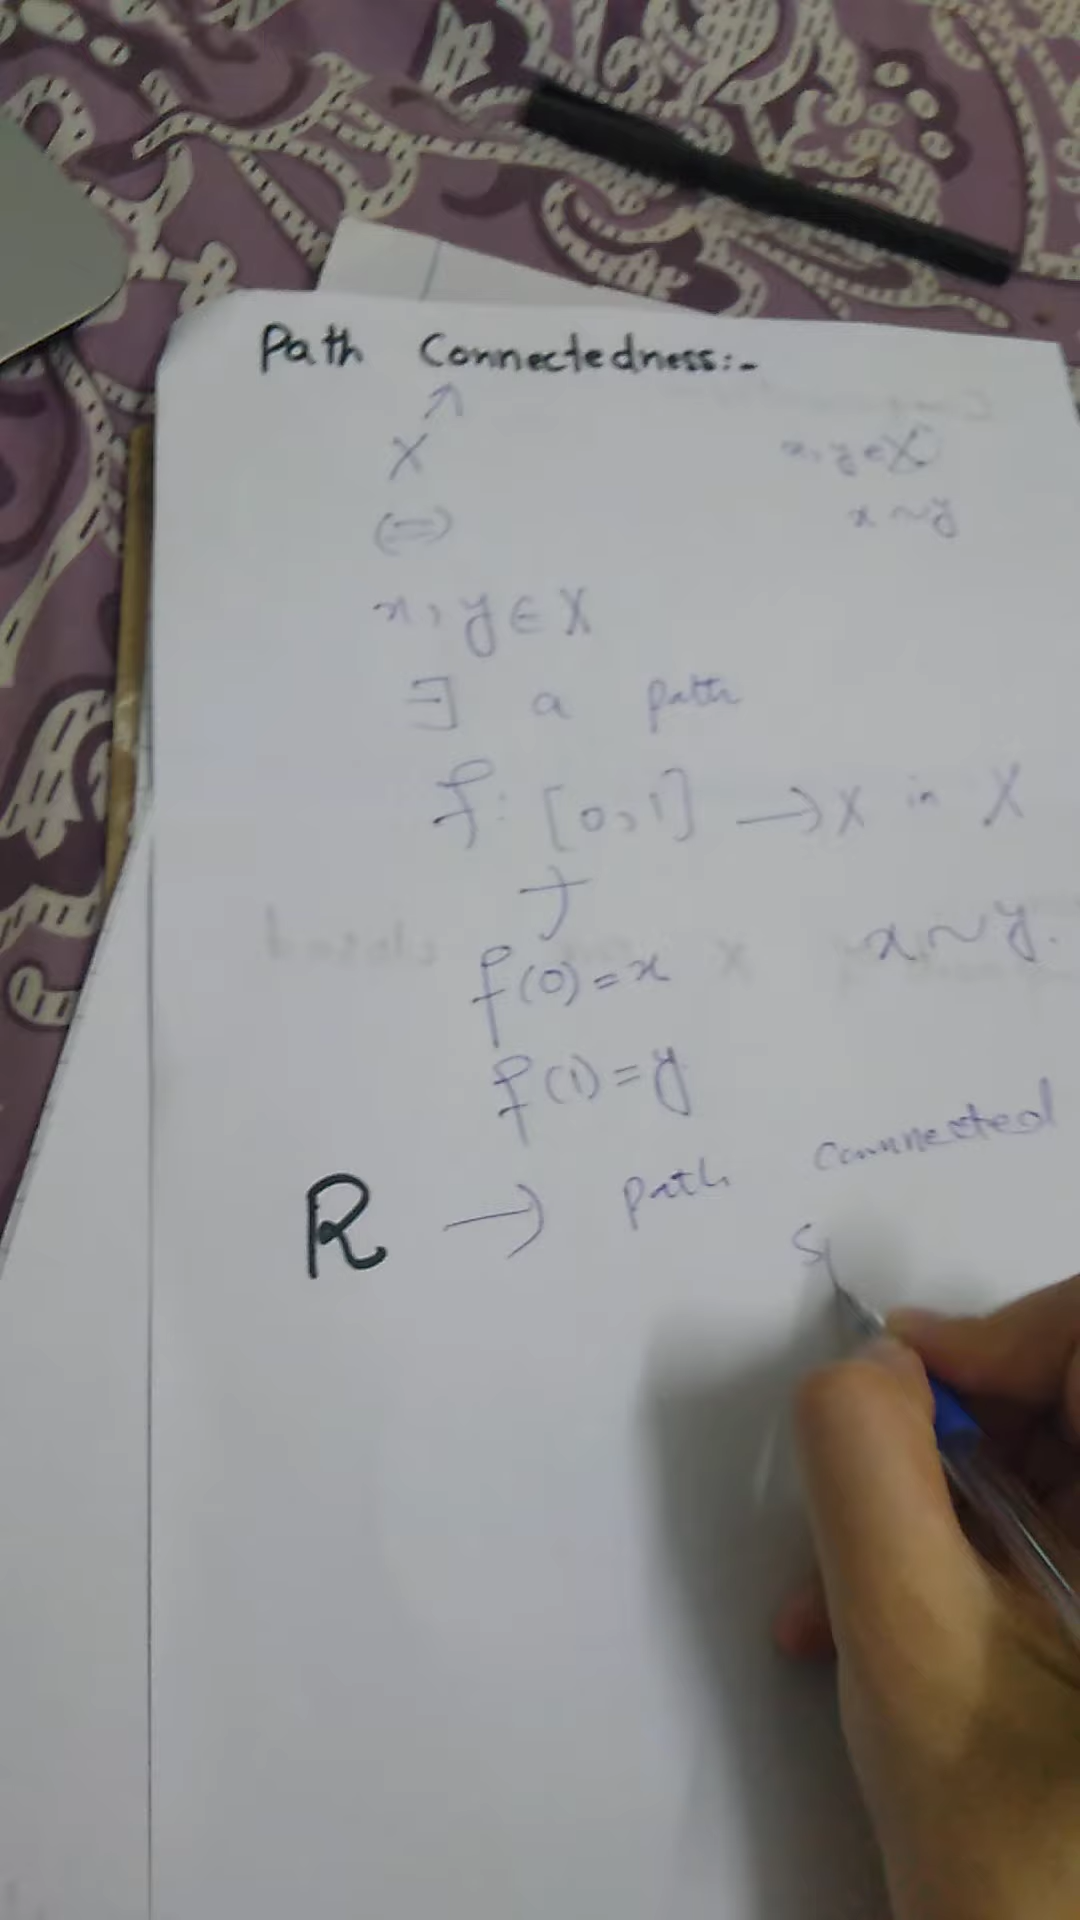 Path Connectedness:-
X
x, y ∈ X
(⇔)
x ~ y
x, y ∈ X
∃ a path
f: [0,1] → X in X
f(0) = x
x ~ y.
f(1) = y
R → path connected